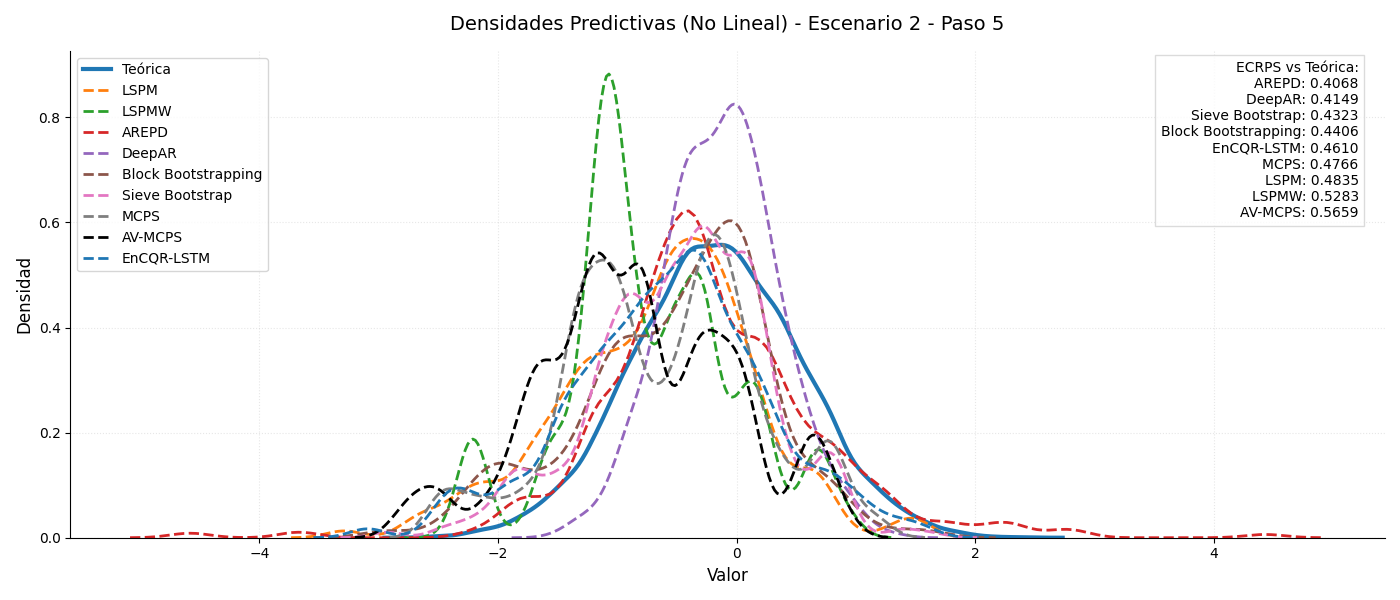 Densidades Predictivas (No Lineal) - Escenario 2 - Paso 5
Teórica
LSPM
LSPMW
AREPD
DeepAR
Block Bootstrapping
Sieve Bootstrap
MCPS
AV-MCPS
EnCQR-LSTM
ECRPS vs Teórica:
AREPD: 0.4068
DeepAR: 0.4149
Sieve Bootstrap: 0.4323
Block Bootstrapping: 0.4406
EnCQR-LSTM: 0.4610
MCPS: 0.4766
LSPM: 0.4835
LSPMW: 0.5283
AV-MCPS: 0.5659
Densidad
0.8
0.6
0.4
0.2
0.0
−4
−2
0
2
4
Valor